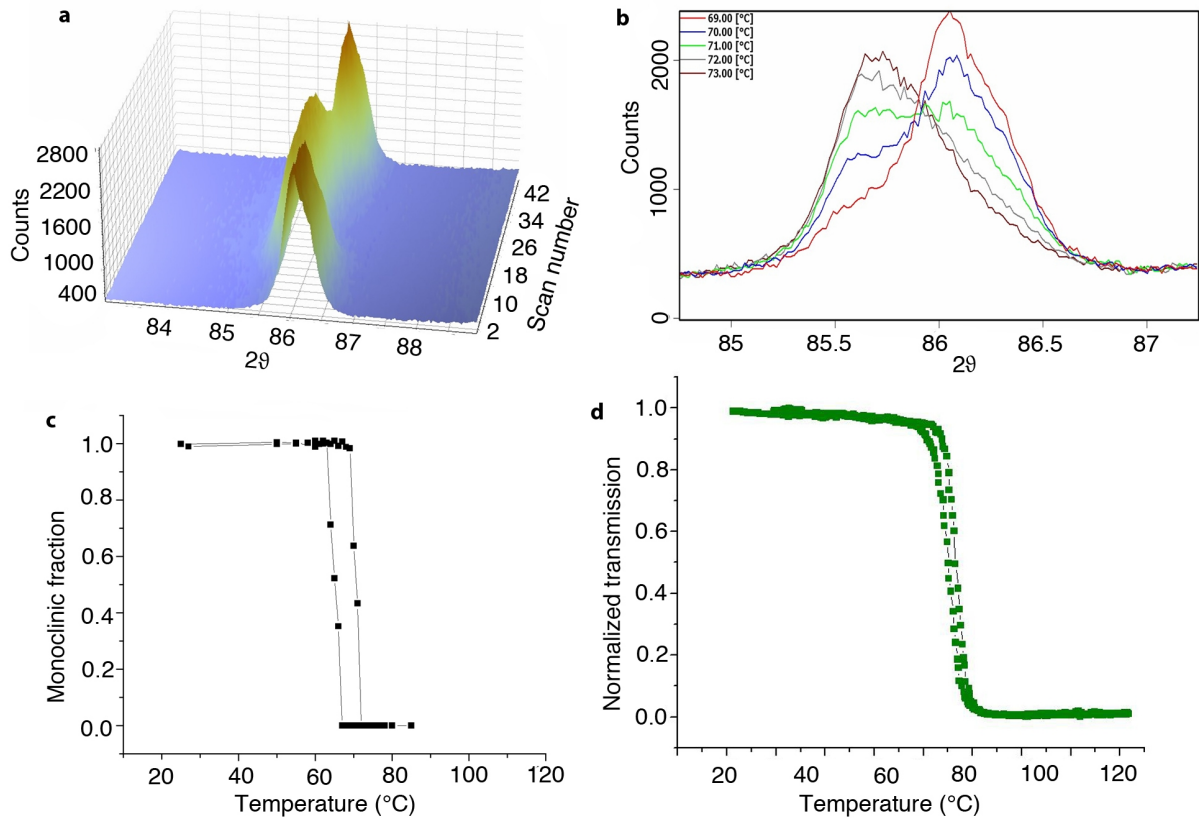 a
2800
2200
1600
1000
400
Counts
84
85
86
87
88
2ϑ
2
10
18
26
34
42
Scan number
b
69.00 [°C]
70.00 [°C]
71.00 [°C]
72.00 [°C]
73.00 [°C]
2000
1000
0
Counts
85
85.5
86
86.5
87
2ϑ
c
1.0
0.8
0.6
0.4
0.2
0.0
Monoclinic fraction
20
40
60
80
100
120
Temperature (°C)
d
1.0
0.8
0.6
0.4
0.2
0.0
Normalized transmission
20
40
60
80
100
120
Temperature (°C)